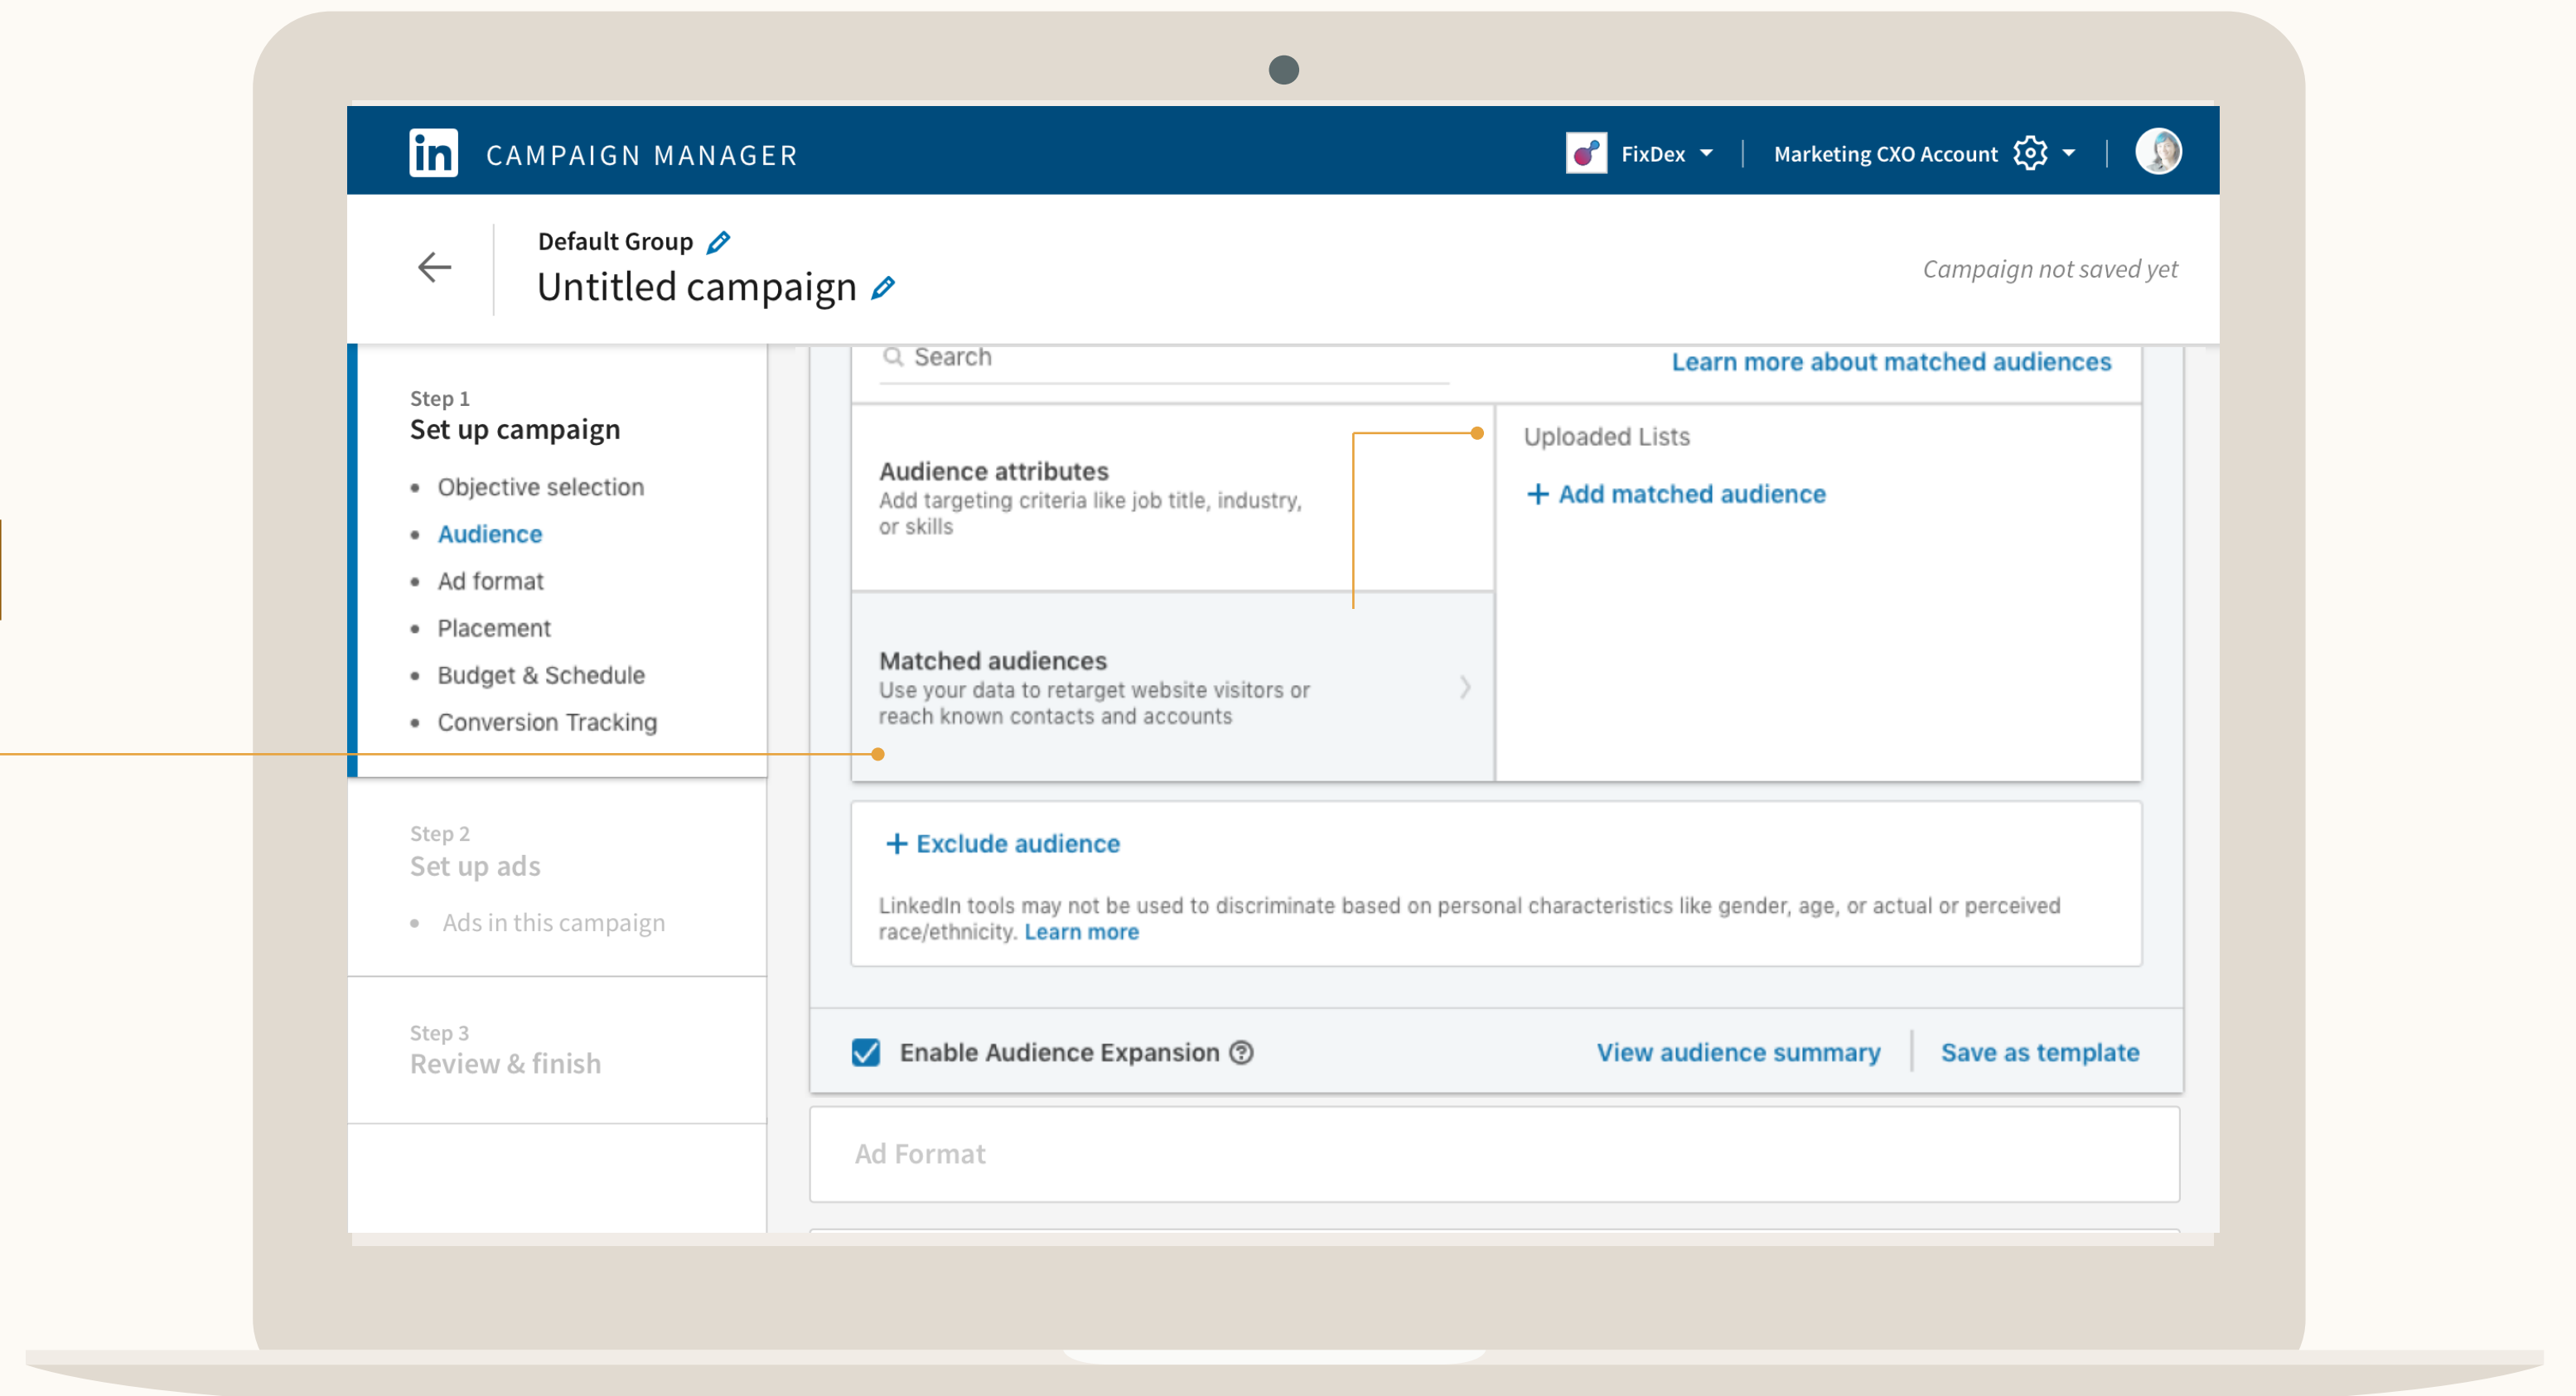 in CAMPAIGN MANAGER
FixDex
Marketing CXO Account
Default Group
Untitled campaign
Campaign not saved yet
Step 1
Set up campaign
• Objective selection
• Audience
• Ad format
• Placement
• Budget & Schedule
• Conversion Tracking
Step 2
Set up ads
• Ads in this campaign
Step 3
Review & finish
Search
Learn more about matched audiences
Audience attributes
Add targeting criteria like job title, industry,
or skills
Matched audiences
Use your data to retarget website visitors or
reach known contacts and accounts
Uploaded Lists
+ Add matched audience
+ Exclude audience
LinkedIn tools may not be used to discriminate based on personal characteristics like gender, age, or actual or perceived
race/ethnicity. Learn more
Enable Audience Expansion ?
View audience summary
Save as template
Ad Format